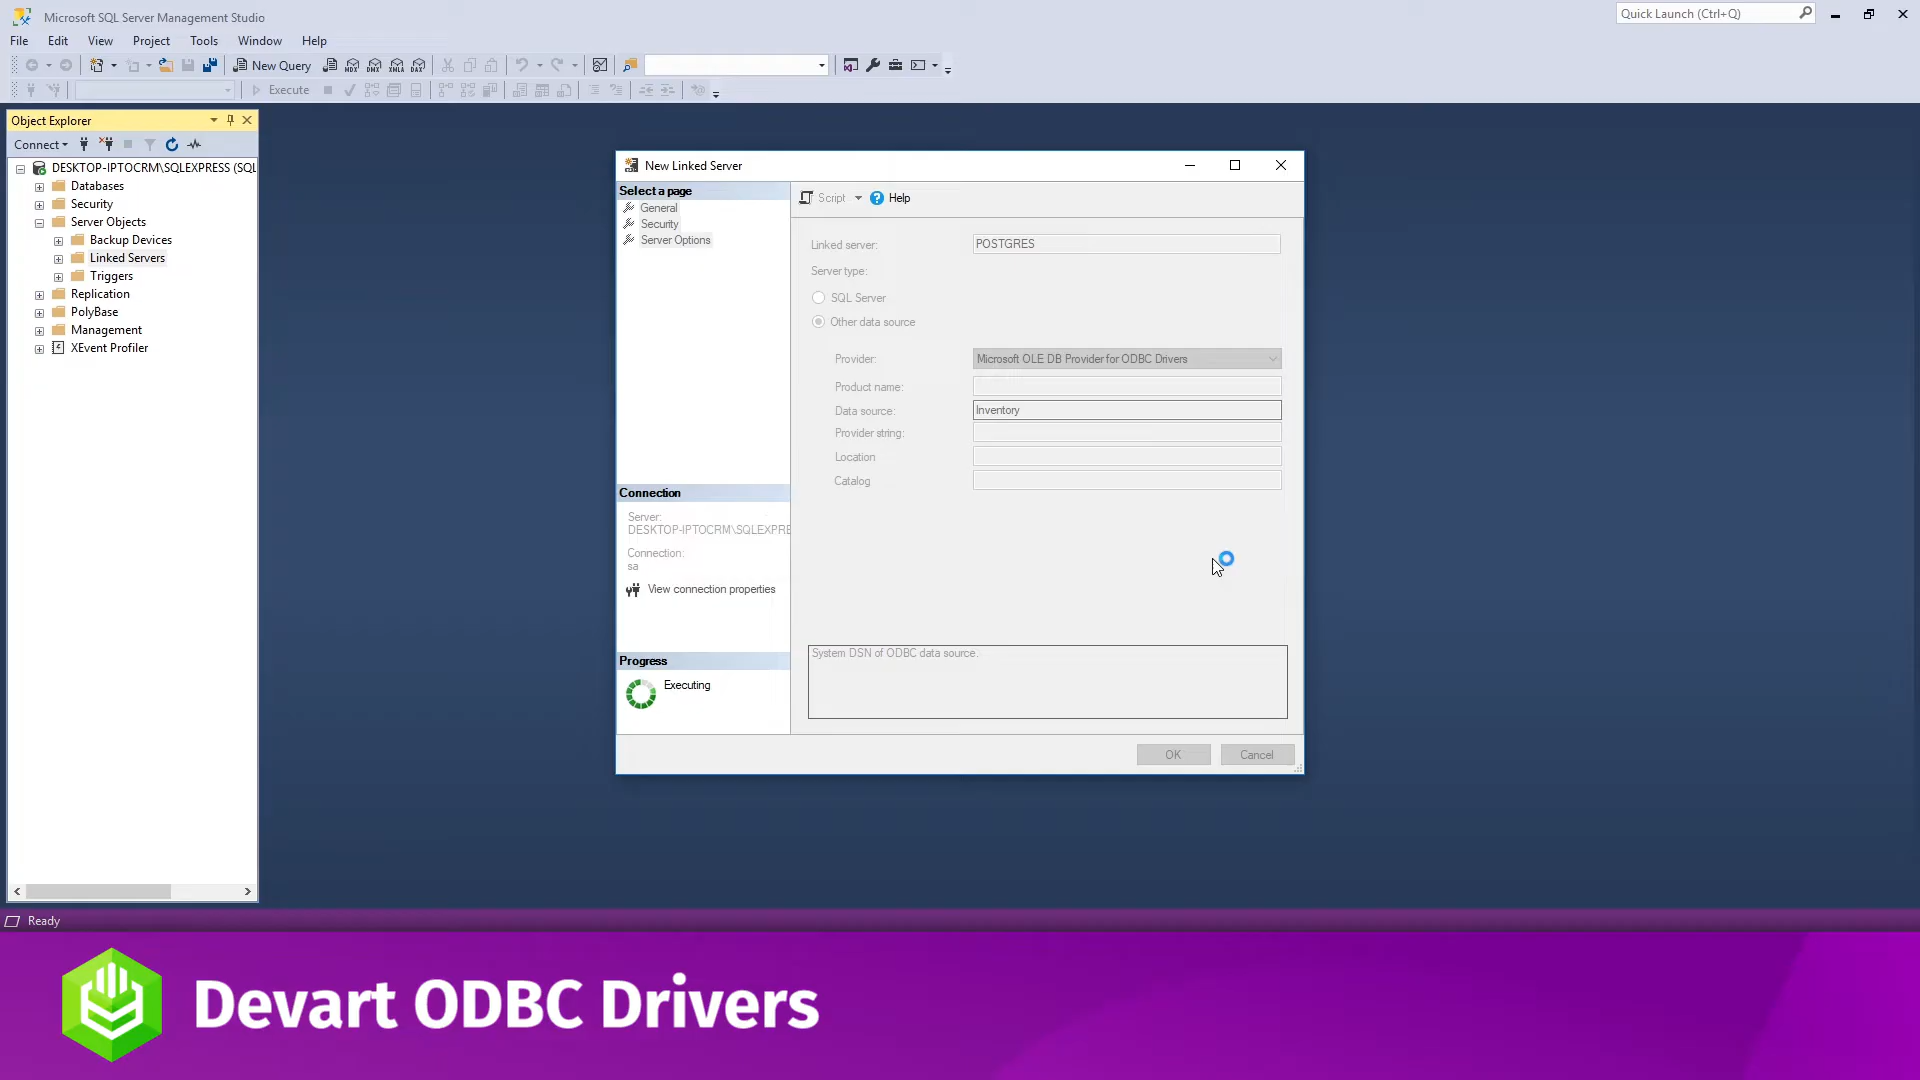 Microsoft SQL Server Management Studio
Quick Launch (Ctrl+Q)
File Edit View Project Tools Window Help
New Query
MDX DMX XMLA DAX
Execute
Object Explorer
Connect
DESKTOP-IPTOCRM\SQLEXPRESS (SQL
Databases
Security
Server Objects
Backup Devices
Linked Servers
Triggers
Replication
PolyBase
Management
XEvent Profiler
New Linked Server
Select a page
General
Security
Server Options
Script Help
Linked server: POSTGRES
Server type:
SQL Server
Other data source
Provider: Microsoft OLE DB Provider for ODBC Drivers
Product name:
Data source: Inventory
Provider string:
Location
Catalog
Connection
Server:
DESKTOP-IPTOCRM\SQLEXPRE
Connection:
sa
View connection properties
Progress
Executing
System DSN of ODBC data source.
OK Cancel
Ready
Devart ODBC Drivers